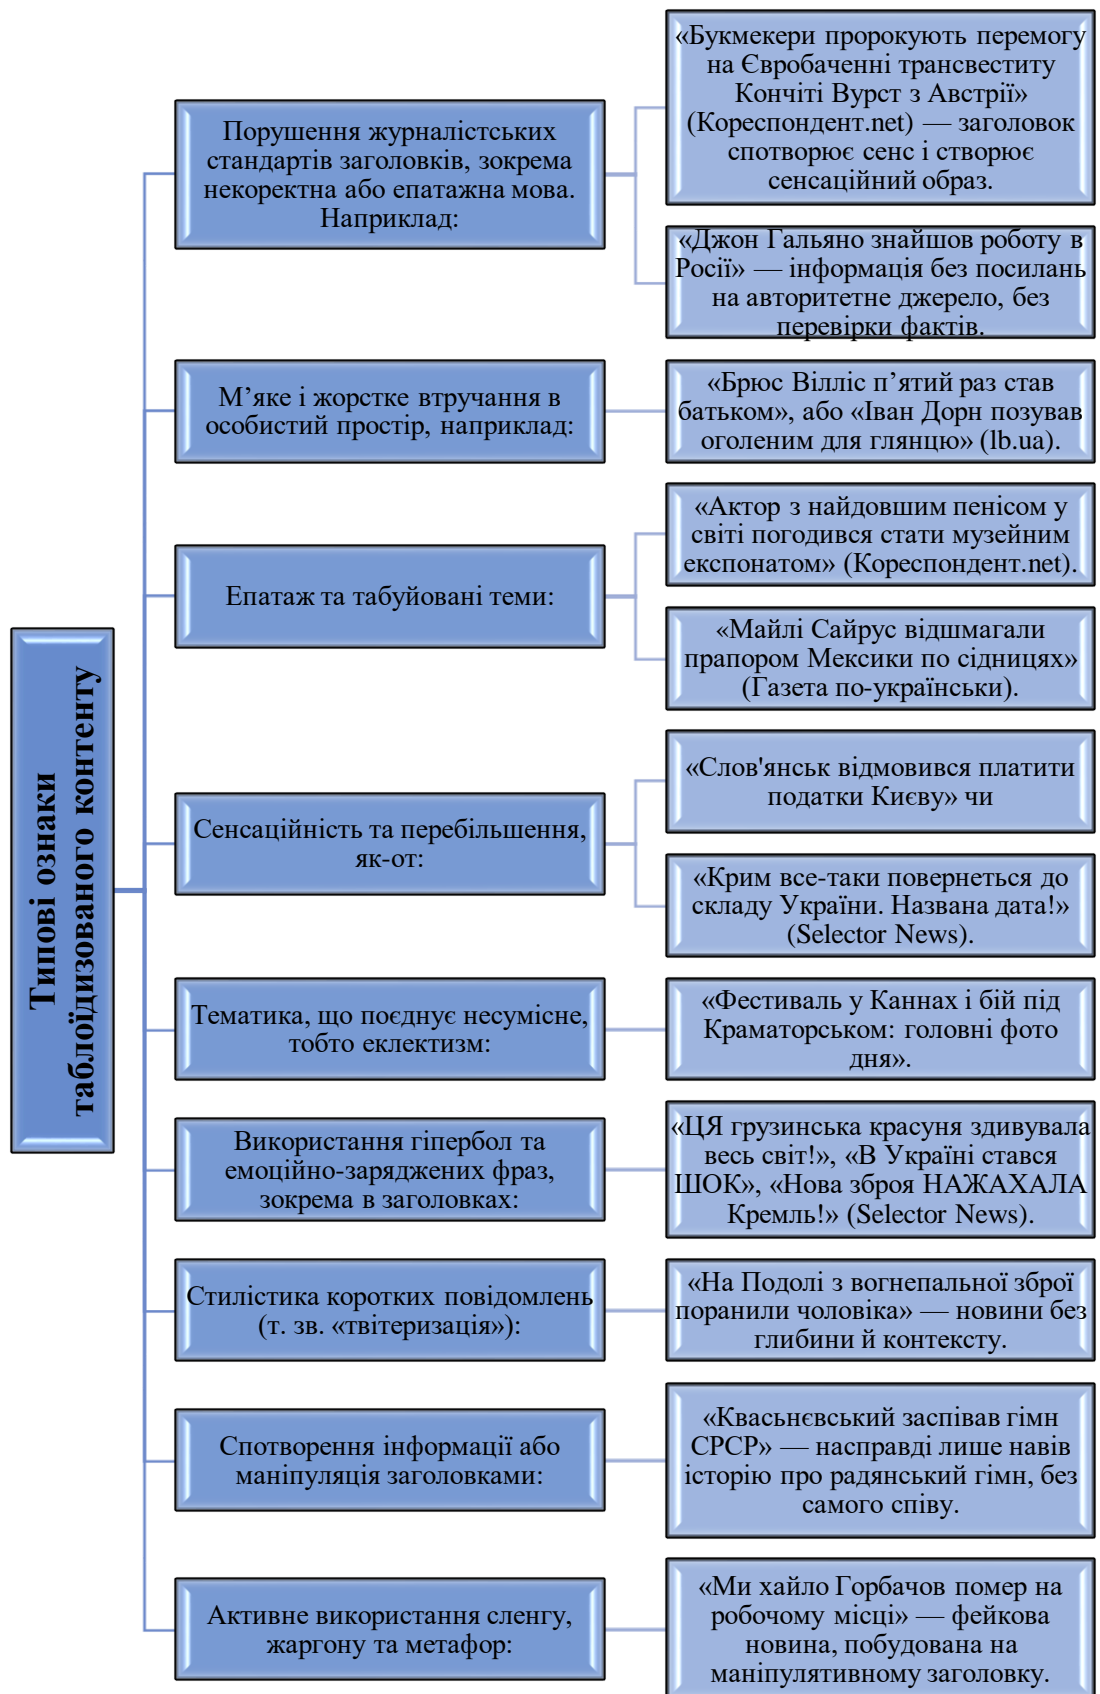 Типові ознаки
таблоїдизованого контенту
Порушення журналістських
стандартів заголовків, зокрема
некоректна або епатажна мова.
Наприклад:
«Букмекери пророкують перемогу
на Євробаченні трансвеститу
Кончіті Вурст з Австрії»
(Кореспондент.net) — заголовок
спотворює сенс і створює
сенсаційний образ.
«Джон Гальяно знайшов роботу в
Росії» — інформація без посилань
на авторитетне джерело, без
перевірки фактів.
М’яке і жорстке втручання в
особистий простір, наприклад:
«Брюс Вілліс п’ятий раз став
батьком», або «Іван Дорн позував
оголеним для глянцю» (lb.ua).
Епатаж та табуйовані теми:
«Актор з найдовшим пенісом у
світі погодився стати музейним
експонатом» (Кореспондент.net).
«Майлі Сайрус відшмагали
прапором Мексики по сідницях»
(Газета по-українськи).
Сенсаційність та перебільшення,
як-от:
«Слов'янськ відмовився платити
податки Києву» чи
«Крим все-таки повернеться до
складу України. Названа дата!»
(Selector News).
Тематика, що поєднує несумісне,
тобто еклектизм:
«Фестиваль у Каннах і бій під
Краматорськом: головні фото
дня».
Використання гіпербол та
емоційно-заряджених фраз,
зокрема в заголовках:
«ЦЯ грузинська красуня здивувала
весь світ!», «В Україні стався
ШОК», «Нова зброя НАЖАХАЛА
Кремль!» (Selector News).
Стилістика коротких повідомлень
(т. зв. «твітеризація»):
«На Подолі з вогнепальної зброї
поранили чоловіка» — новини без
глибини й контексту.
Спотворення інформації або
маніпуляція заголовками:
«Квасьнєвський заспівав гімн
СРСР» — насправді лише навів
історію про радянський гімн, без
самого співу.
Активне використання сленгу,
жаргону та метафор:
«Ми хайло Горбачов помер на
робочому місці» — фейкова
новина, побудована на
маніпулятивному заголовку.